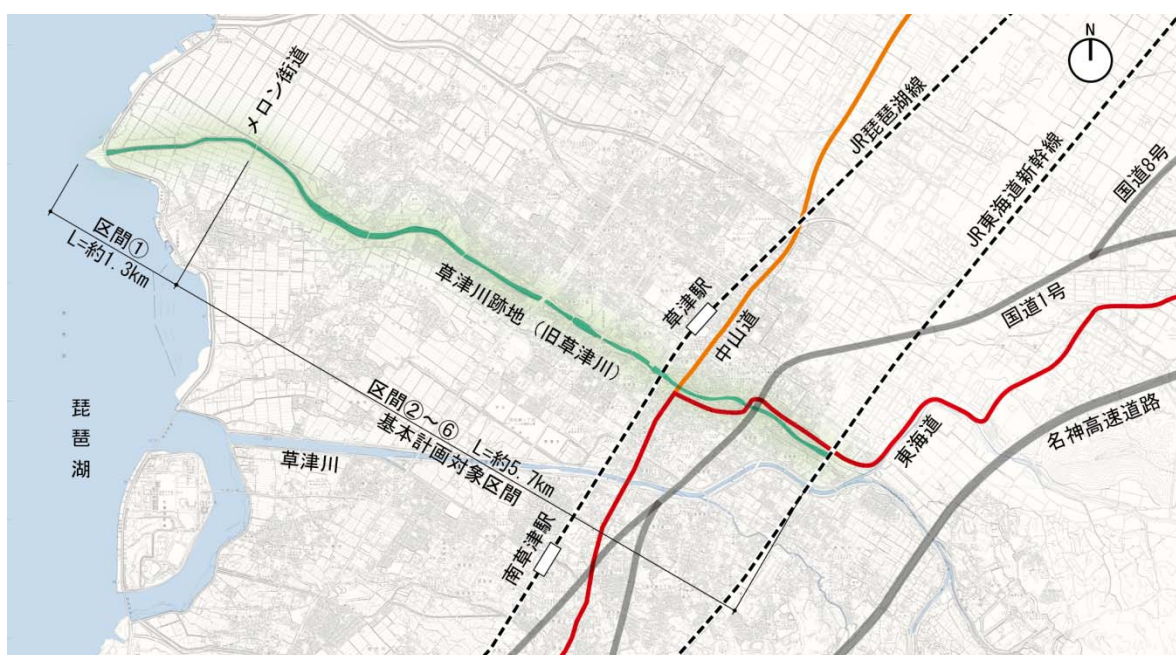 N
メロン街道
JR琵琶湖線
JR東海道新幹線
国道8号
区間①
L=約1.3km
草津川跡地(旧草津川)
草津駅
中山道
国道1号
区間②~⑥ L=約5.7km
基本計画対象区間
東海道
名神高速道路
琵琶湖
草津川
南草津駅